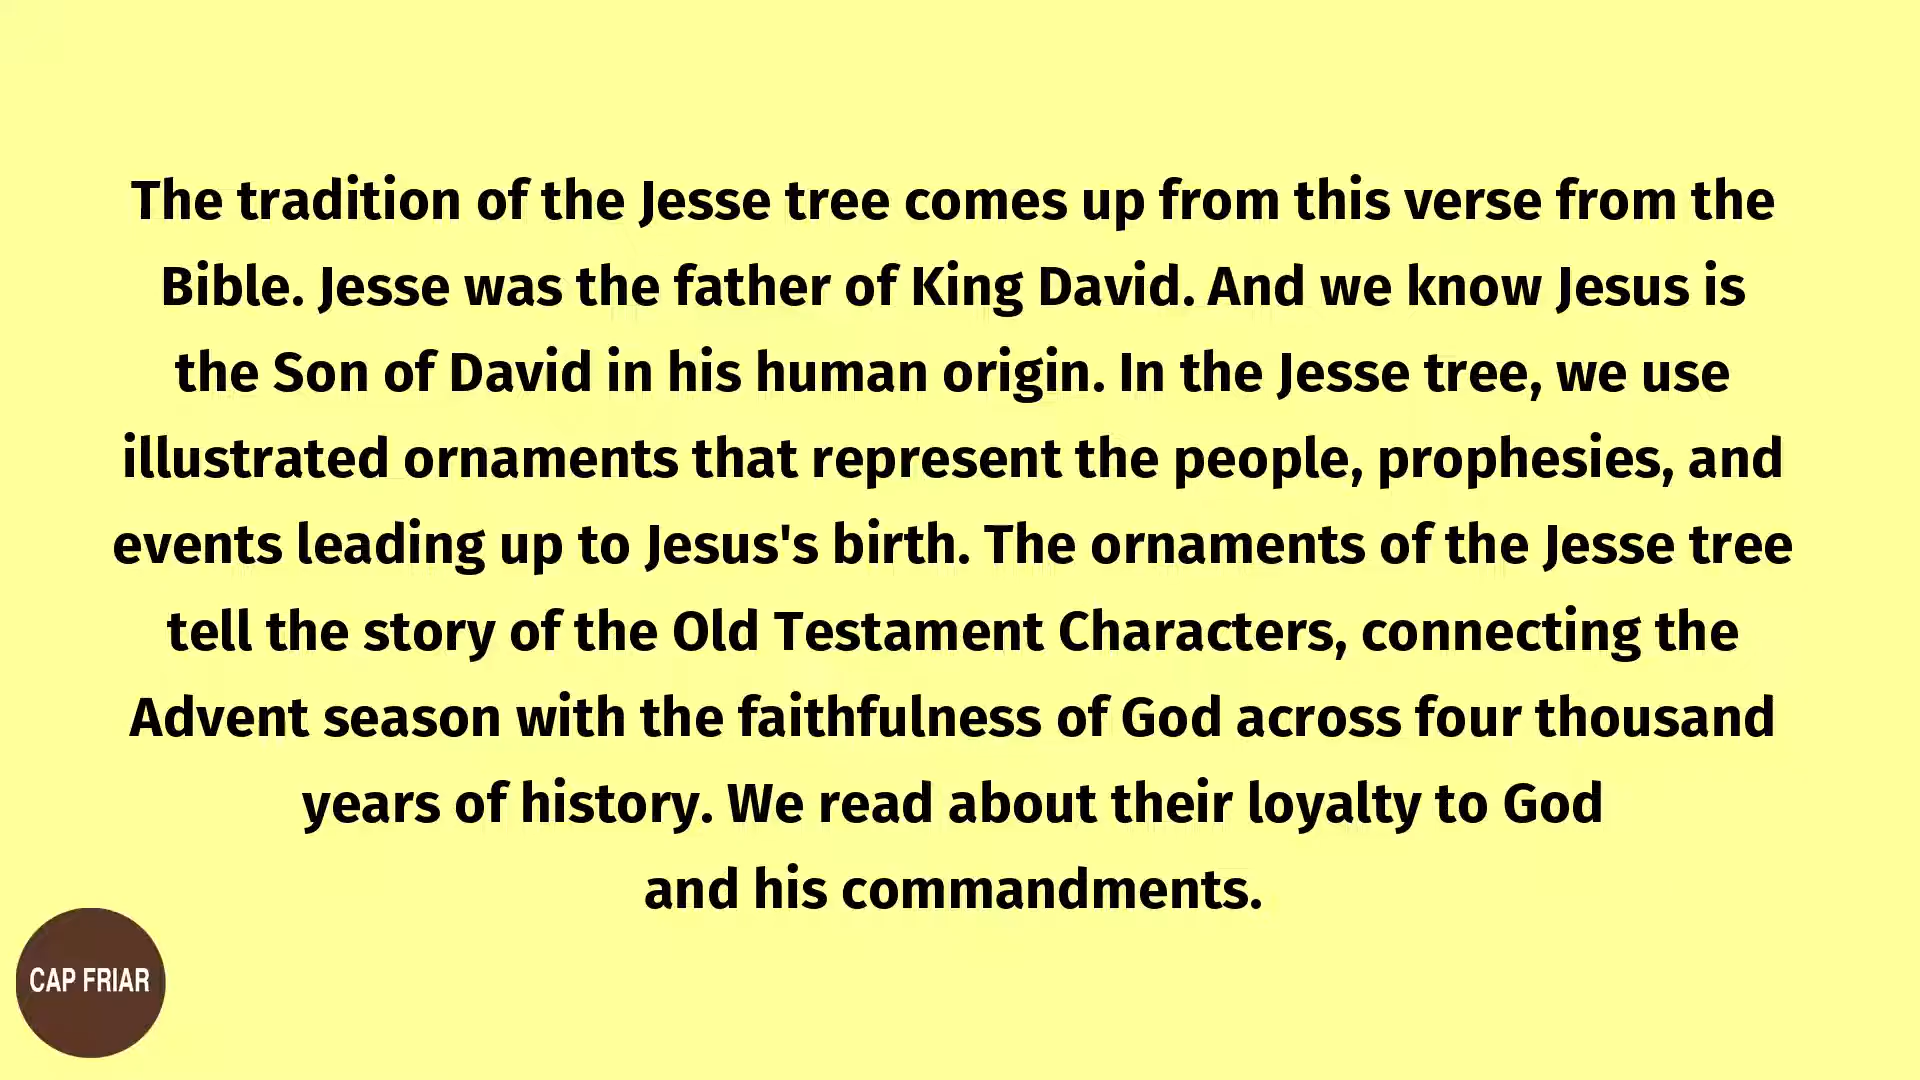 The tradition of the Jesse tree comes up from this verse from the
Bible. Jesse was the father of King David. And we know Jesus is
the Son of David in his human origin. In the Jesse tree, we use
illustrated ornaments that represent the people, prophesies, and
events leading up to Jesus's birth. The ornaments of the Jesse tree
tell the story of the Old Testament Characters, connecting the
Advent season with the faithfulness of God across four thousand
years of history. We read about their loyalty to God
and his commandments.
CAP FRIAR